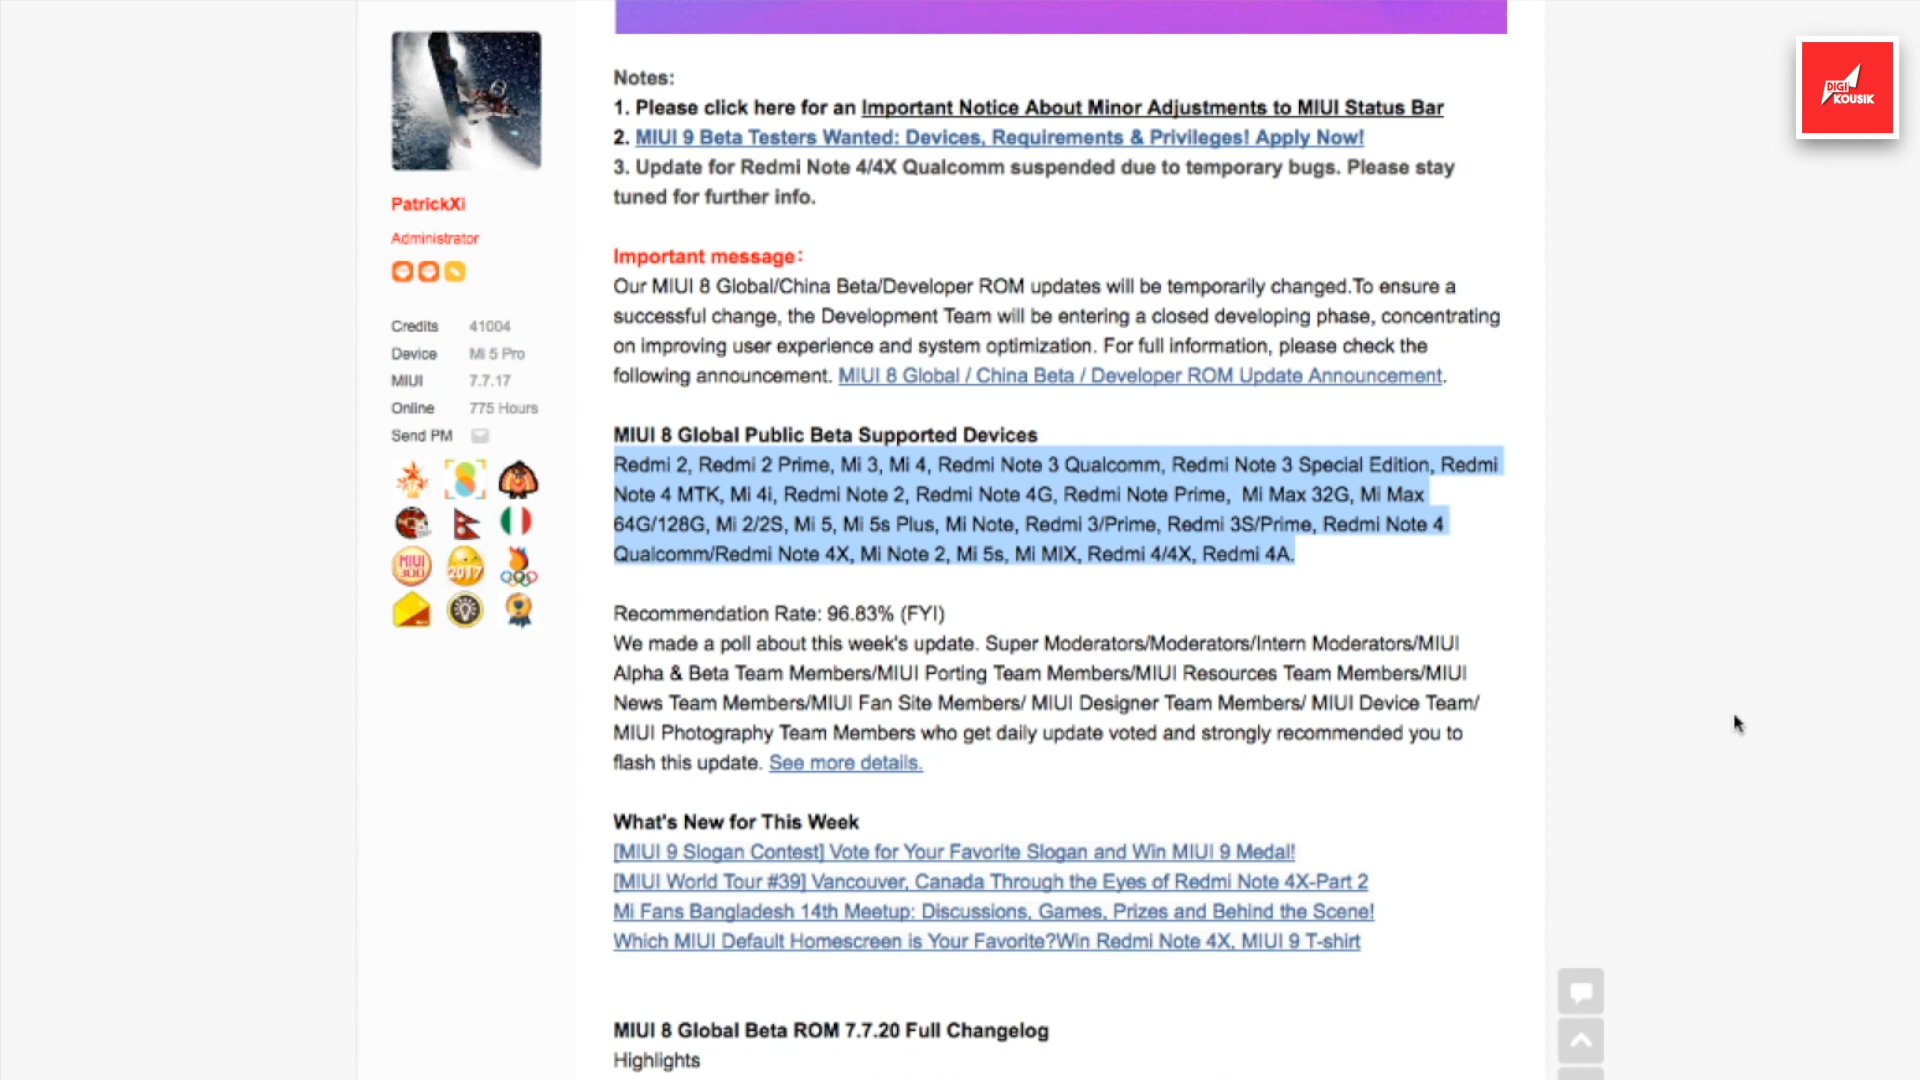 Notes:
1. Please click here for an Important Notice About Minor Adjustments to MIUI Status Bar
2. MIUI 9 Beta Testers Wanted: Devices, Requirements & Privileges! Apply Now!
3. Update for Redmi Note 4/4X Qualcomm suspended due to temporary bugs. Please stay
tuned for further info.
DIGI
KOUSIK
PatrickXi
Administrator
Credits 41004
Device Mi 5 Pro
MIUI 7.7.17
Online 775 Hours
Send PM
MIUI
300
2017
Important message:
Our MIUI 8 Global/China Beta/Developer ROM updates will be temporarily changed.To ensure a
successful change, the Development Team will be entering a closed developing phase, concentrating
on improving user experience and system optimization. For full information, please check the
following announcement. MIUI 8 Global / China Beta / Developer ROM Update Announcement.
MIUI 8 Global Public Beta Supported Devices
Redmi 2, Redmi 2 Prime, Mi 3, Mi 4, Redmi Note 3 Qualcomm, Redmi Note 3 Special Edition, Redmi
Note 4 MTK, Mi 4i, Redmi Note 2, Redmi Note 4G, Redmi Note Prime,  Mi Max 32G, Mi Max
64G/128G, Mi 2/2S, Mi 5, Mi 5s Plus, Mi Note, Redmi 3/Prime, Redmi 3S/Prime, Redmi Note 4
Qualcomm/Redmi Note 4X, Mi Note 2, Mi 5s, Mi MIX, Redmi 4/4X, Redmi 4A.
Recommendation Rate: 96.83% (FYI)
We made a poll about this week's update. Super Moderators/Moderators/Intern Moderators/MIUI
Alpha & Beta Team Members/MIUI Porting Team Members/MIUI Resources Team Members/MIUI
News Team Members/MIUI Fan Site Members/ MIUI Designer Team Members/ MIUI Device Team/
MIUI Photography Team Members who get daily update voted and strongly recommended you to
flash this update. See more details.
What's New for This Week
[MIUI 9 Slogan Contest] Vote for Your Favorite Slogan and Win MIUI 9 Medal!
[MIUI World Tour #39] Vancouver, Canada Through the Eyes of Redmi Note 4X-Part 2
Mi Fans Bangladesh 14th Meetup: Discussions, Games, Prizes and Behind the Scene!
Which MIUI Default Homescreen is Your Favorite?Win Redmi Note 4X, MIUI 9 T-shirt
MIUI 8 Global Beta ROM 7.7.20 Full Changelog
Highlights